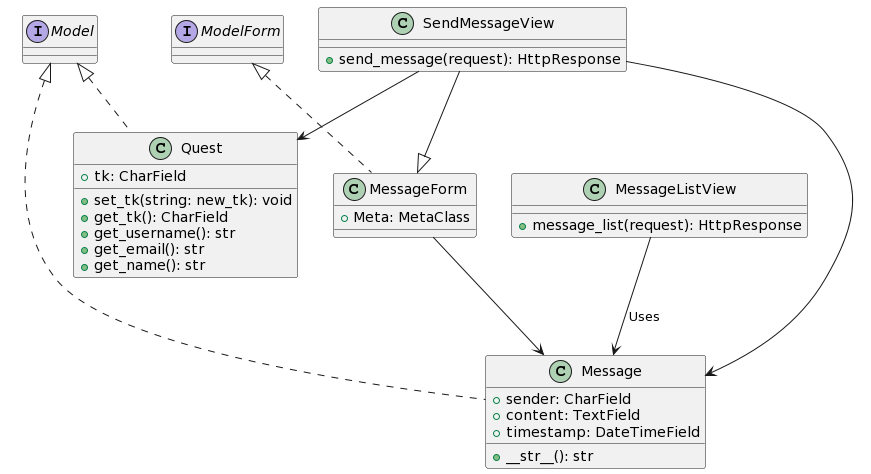 I Model
I ModelForm
C SendMessageView
send_message(request): HttpResponse
C Quest
tk: CharField
set_tk(string: new_tk): void
get_tk(): CharField
get_username(): str
get_email(): str
get_name(): str
C MessageForm
Meta: MetaClass
C MessageListView
message_list(request): HttpResponse
Uses
C Message
sender: CharField
content: TextField
timestamp: DateTimeField
__str__(): str